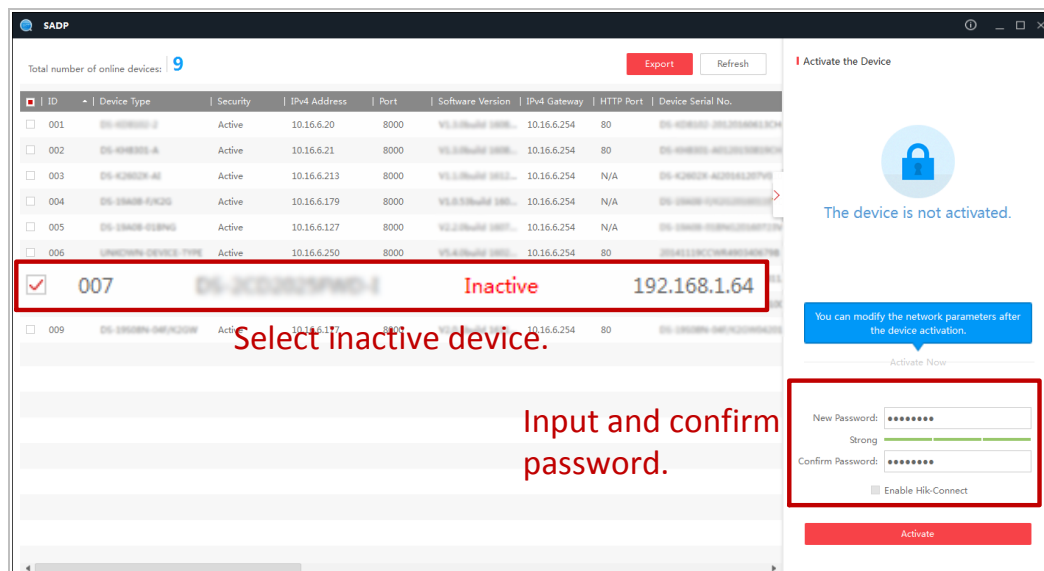 SADP
Total number of online devices: 9
Export
Refresh
ID | Device Type | Security | IPv4 Address | Port | Software Version | IPv4 Gateway | HTTP Port | Device Serial No.
001 Active 10.16.6.20 8000 10.16.6.254 80
002 Active 10.16.6.21 8000 10.16.6.254 80
003 Active 10.16.6.213 8000 10.16.6.254 N/A
004 Active 10.16.6.179 8000 10.16.6.254 N/A
005 Active 10.16.6.127 8000 10.16.6.254 N/A
006 Active 10.16.6.250 8000 10.16.6.254 80
007 Inactive 192.168.1.64
009 Active 8000 10.16.6.254 80
Select inactive device.
Input and confirm
password.
Activate the Device
The device is not activated.
You can modify the network parameters after
the device activation.
Activate Now
New Password: ●●●●●●●●
Strong
Confirm Password: ●●●●●●●●
Enable Hik-Connect
Activate